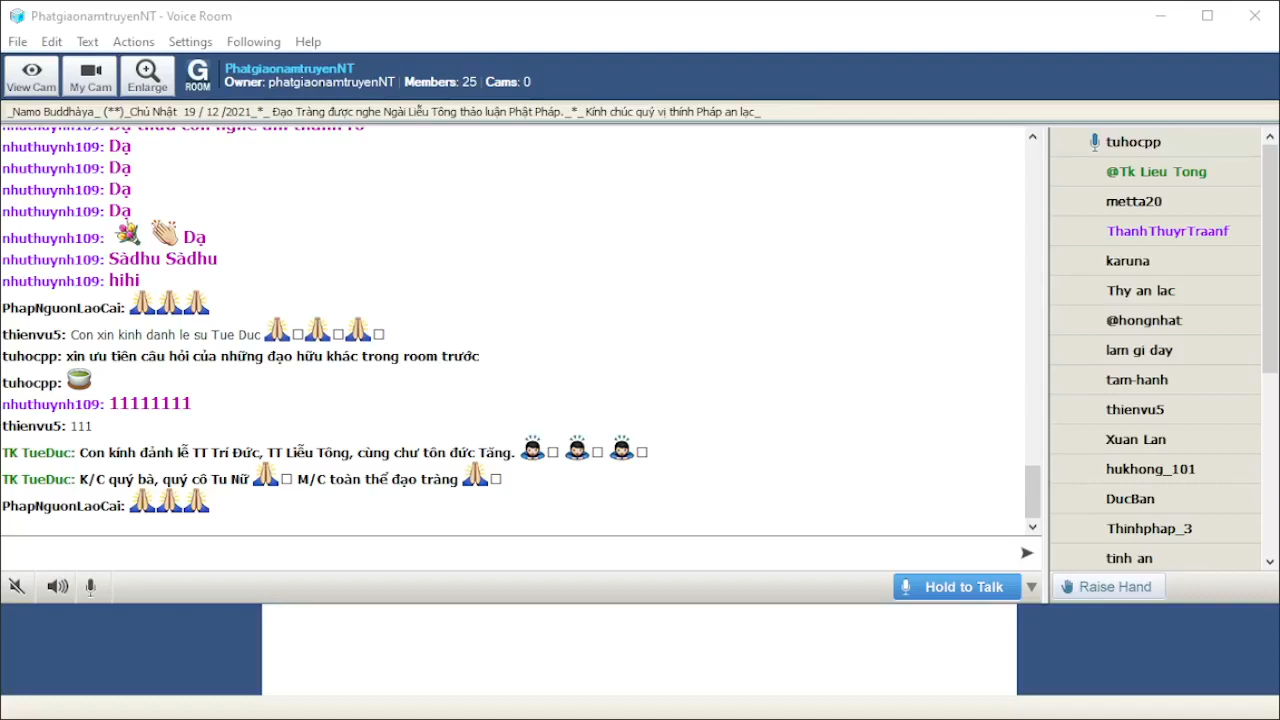 PhatgiaonamtruyenNT - Voice Room
File Edit Text Actions Settings Following Help
View Cam My Cam Enlarge G ROOM
PhatgiaonamtruyenNT
Owner: phatgiaonamtruyenNT Members: 25 Cams: 0
_Namo Buddhàya_ (**)_Chủ Nhật 19 / 12 /2021_*_ Đạo Tràng được nghe Ngài Liễu Tông thảo luận Phật Pháp._*_Kính chúc quý vị thính Pháp an lạc_
nhuthuynh109: Dạ
nhuthuynh109: Dạ
nhuthuynh109: Dạ
nhuthuynh109: Dạ
nhuthuynh109: Dạ
nhuthuynh109: Sādhu Sādhu
nhuthuynh109: hihi
PhapNguonLaoCai:
thienvu5: Con xin kinh danh le su Tue Duc
tuhocpp: xin ưu tiên câu hỏi của những đạo hữu khác trong room trước
tuhocpp:
nhuthuynh109: 11111111
thienvu5: 111
TK TueDuc: Con kính đảnh lễ TT Trí Đức, TT Liễu Tông, cùng chư tôn đức Tăng.
TK TueDuc: K/C quý bà, quý cô Tu Nữ M/C toàn thể đạo tràng
PhapNguonLaoCai:
tuhocpp
@Tk Lieu Tong
metta20
ThanhThuyrTraanf
karuna
Thy an lac
@hongnhat
lam gi day
tam-hanh
thienvu5
Xuan Lan
hukhong_101
DucBan
Thinhphap_3
tinh an
Hold to Talk
Raise Hand